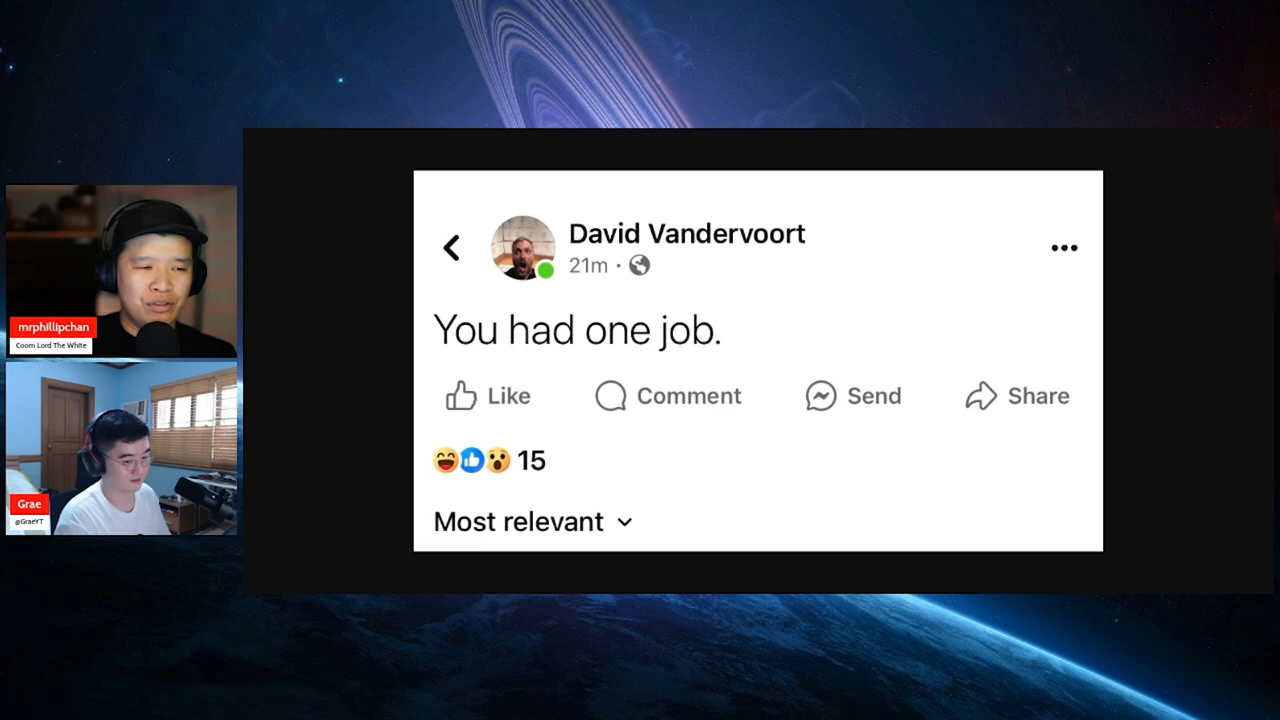 David Vandervoort
21m ·
You had one job.
Like Comment Send Share
15
Most relevant
mrphillipchan
Coom Lord The White
Grae
@GraeYT